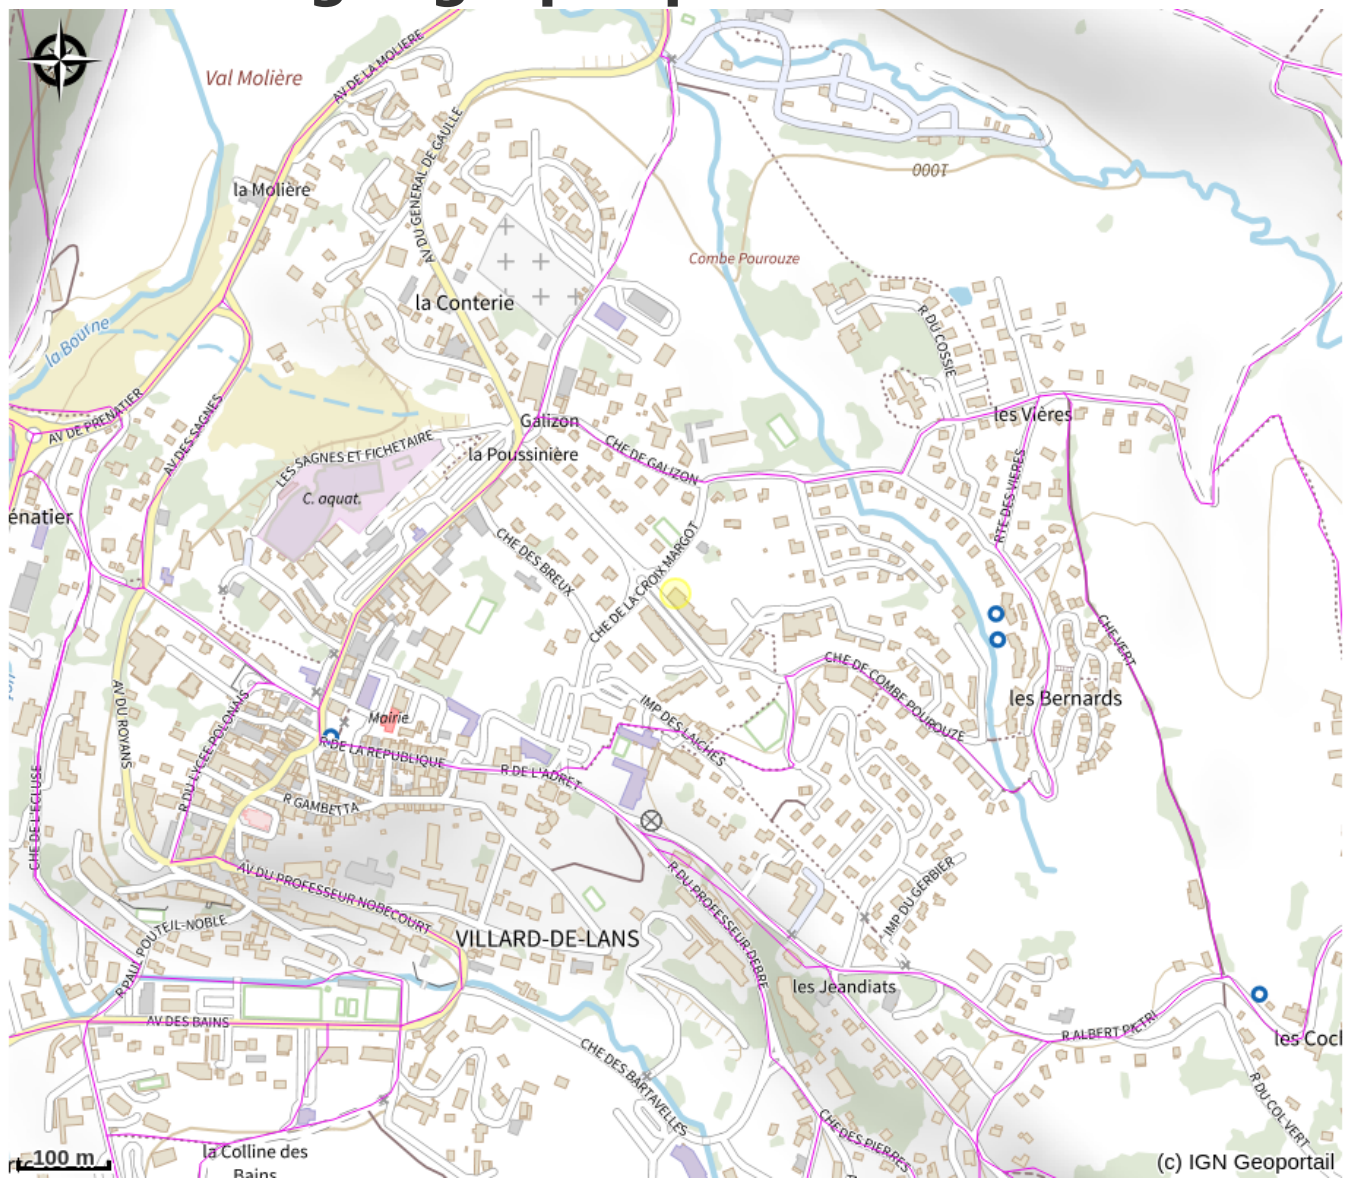 AV DE LA MOLIERE
Val Molière
AV DU GENERAL DE GAULLE
1000
la Molière
Combe Pourouze
la Conterie
la Bourne
R DU COSSIE
AV DE PRENATIER
AV DES SAGNES
Galizon
les Vières
LES SAGNES ET FICHETAIRE
la Poussinière
CHE DE GALIZON
C. aquat.
RTE DES VIERES
énatier
CHE DES BREUX
CHE DE LA CROIX MARGOT
CHE VERT
CHE DE COMBE POUROUZE
les Bernards
AV DU ROYANS
R DU LYCEE POLONAIS
Mairie
IMP DES LAICHES
R DE LA REPUBLIQUE
R DE L'ADRET
CHE DE L'ECLUSE
R GAMBETTA
AV DU PROFESSEUR NOBECOURT
R DU PROFESSEUR DEBRE
IMP DU GERBIER
R PAUL POUTEIL-NOBLE
VILLARD-DE-LANS
les Jeandiats
AV DES BAINS
R ALBERT PIETRI
les Cocl
CHE DES BARTAVELLES
R DU COLVERT
CHE DES PIERRES
la Colline des
Bains
100 m
(c) IGN Geoportail